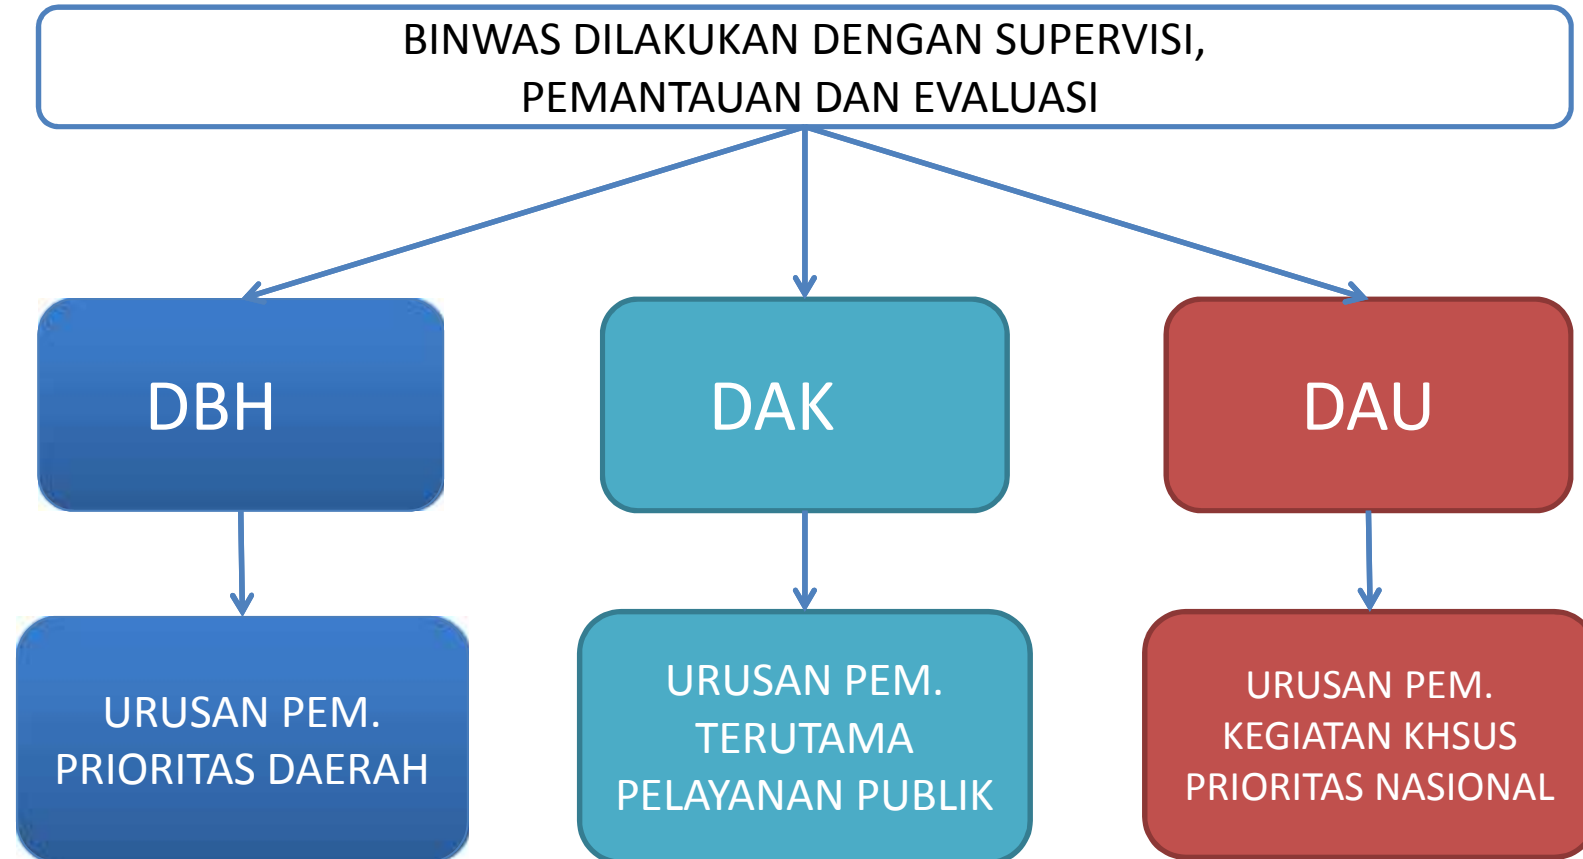 BINWAS DILAKUKAN DENGAN SUPERVISI,
PEMANTAUAN DAN EVALUASI
DBH
DAK
DAU
URUSAN PEM.
PRIORITAS DAERAH
URUSAN PEM.
TERUTAMA
PELAYANAN PUBLIK
URUSAN PEM.
KEGIATAN KHSUS
PRIORITAS NASIONAL